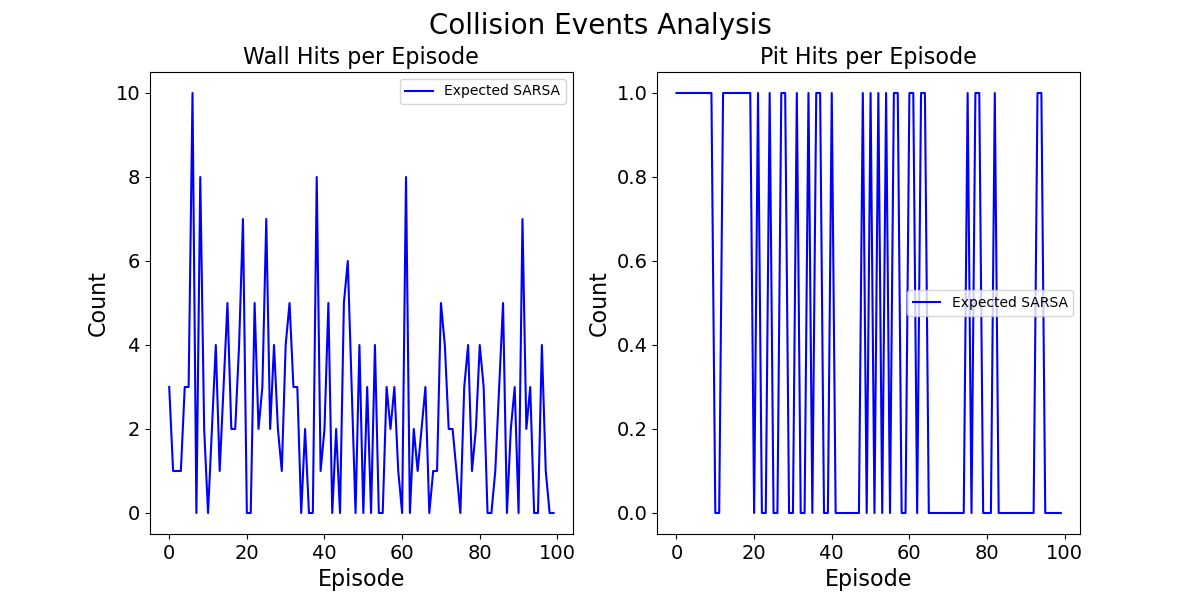 Collision Events Analysis
Wall Hits per Episode
Expected SARSA
10
8
6
4
2
0
Count
0 20 40 60 80 100
Episode
Pit Hits per Episode
Expected SARSA
1.0
0.8
0.6
0.4
0.2
0.0
Count
0 20 40 60 80 100
Episode